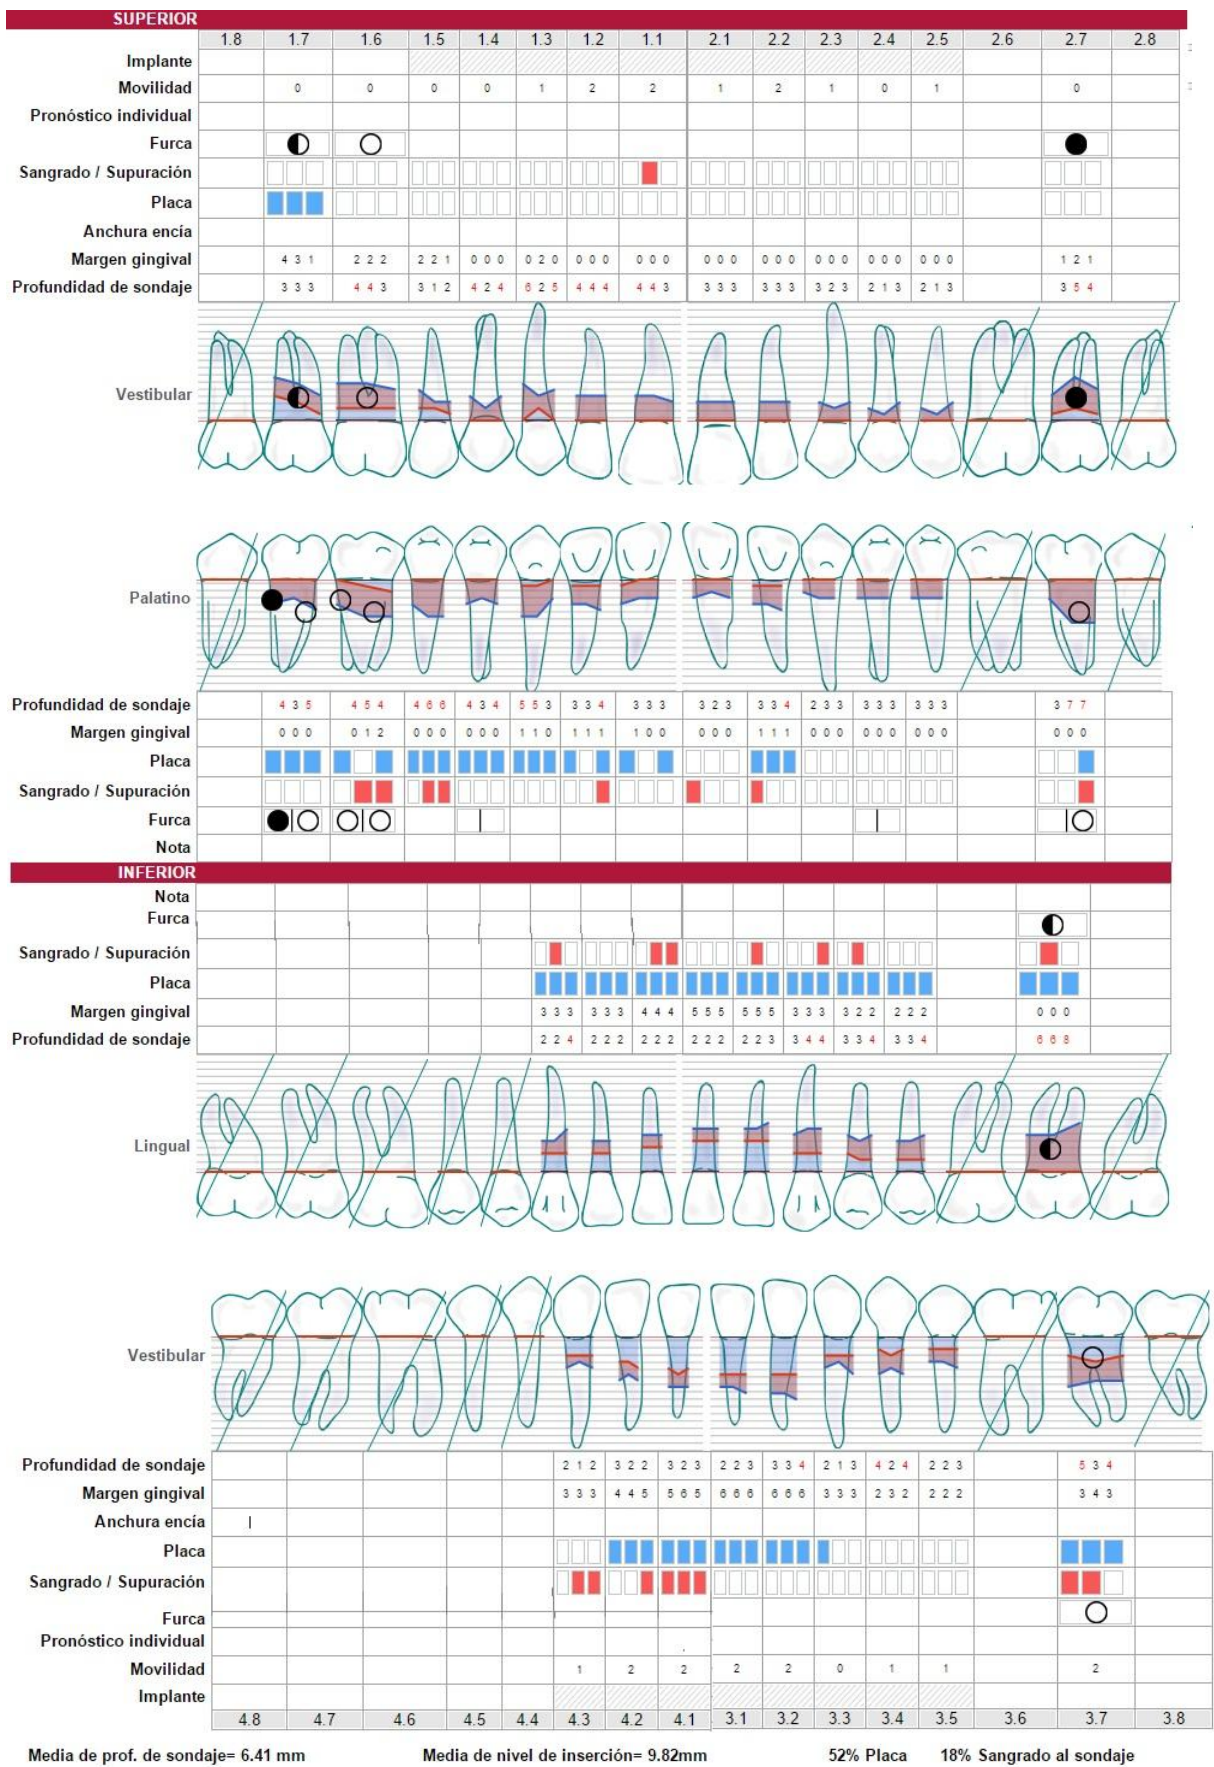 SUPERIOR
1.8 1.7 1.6 1.5 1.4 1.3 1.2 1.1 2.1 2.2 2.3 2.4 2.5 2.6 2.7 2.8
Implante
Movilidad 0 0 0 0 1 2 2 1 2 1 0 1 0
Pronóstico individual
Furca
Sangrado / Supuración
Placa
Anchura encía
Margen gingival 4 3 1 2 2 2 2 2 1 0 0 0 0 2 0 0 0 0 0 0 0 0 0 0 0 0 0 0 0 0 0 0 0 0 0 0 1 2 1
Profundidad de sondaje 3 3 3 4 4 3 3 1 2 4 2 4 6 2 5 4 4 4 4 4 3 3 3 3 3 3 3 3 2 3 2 1 3 2 1 3 3 5 4
Vestibular
Palatino
Profundidad de sondaje 4 3 5 4 5 4 4 6 6 4 3 4 5 5 3 3 3 4 3 3 3 3 2 3 3 3 4 2 3 3 3 3 3 3 3 3 3 7 7
Margen gingival 0 0 0 0 1 2 0 0 0 0 0 0 1 1 0 1 1 1 1 0 0 0 0 0 1 1 1 0 0 0 0 0 0 0 0 0 0 0 0
Placa
Sangrado / Supuración
Furca
Nota
INFERIOR
Nota
Furca
Sangrado / Supuración
Placa
Margen gingival 3 3 3 3 3 3 4 4 4 5 5 5 5 5 5 3 3 3 3 2 2 2 2 2 0 0 0
Profundidad de sondaje 2 2 4 2 2 2 2 2 2 2 2 2 2 2 3 3 4 4 3 3 4 3 3 4 6 6 8
Lingual
Vestibular
Profundidad de sondaje 2 1 2 3 2 2 3 2 3 2 2 3 3 3 4 2 1 3 4 2 4 2 2 3 5 3 4
Margen gingival 3 3 3 4 4 5 5 6 5 6 6 6 6 6 6 3 3 3 2 3 2 2 2 2 3 4 3
Anchura encía
Placa
Sangrado / Supuración
Furca
Pronóstico individual
Movilidad 1 2 2 2 2 0 1 1 2
Implante
4.8 4.7 4.6 4.5 4.4 4.3 4.2 4.1 3.1 3.2 3.3 3.4 3.5 3.6 3.7 3.8
Media de prof. de sondaje= 6.41 mm Media de nivel de inserción= 9.82mm 52% Placa 18% Sangrado al sondaje